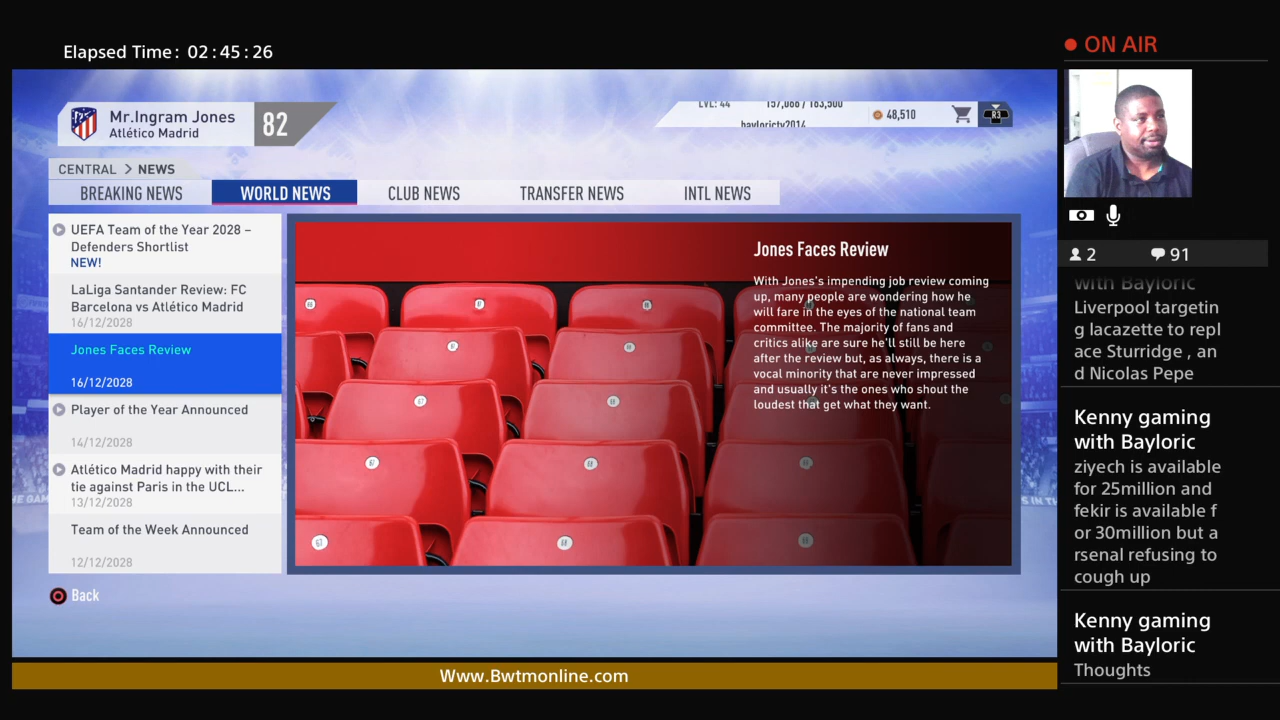 Elapsed Time: 02:45:26
ON AIR
Mr.Ingram Jones
Atlético Madrid
82
LVL: 44
157,068 / 163,500
baylorictv2014
48,510
R3
CENTRAL > NEWS
BREAKING NEWS
WORLD NEWS
CLUB NEWS
TRANSFER NEWS
INTL NEWS
UEFA Team of the Year 2028 –
Defenders Shortlist
NEW!
LaLiga Santander Review: FC
Barcelona vs Atlético Madrid
16/12/2028
Jones Faces Review
16/12/2028
Player of the Year Announced
14/12/2028
Atlético Madrid happy with their
tie against Paris in the UCL...
13/12/2028
Team of the Week Announced
12/12/2028
Jones Faces Review
With Jones's impending job review coming
up, many people are wondering how he
will fare in the eyes of the national team
committee. The majority of fans and
critics alike are sure he'll still be here
after the review but, as always, there is a
vocal minority that are never impressed
and usually it's the ones who shout the
loudest that get what they want.
Back
Www.Bwtmonline.com
2
91
with Bayloric
Liverpool targetin
g lacazette to repl
ace Sturridge , an
d Nicolas Pepe
Kenny gaming
with Bayloric
ziyech is available
for 25million and
fekir is available f
or 30million but a
rsenal refusing to
cough up
Kenny gaming
with Bayloric
Thoughts